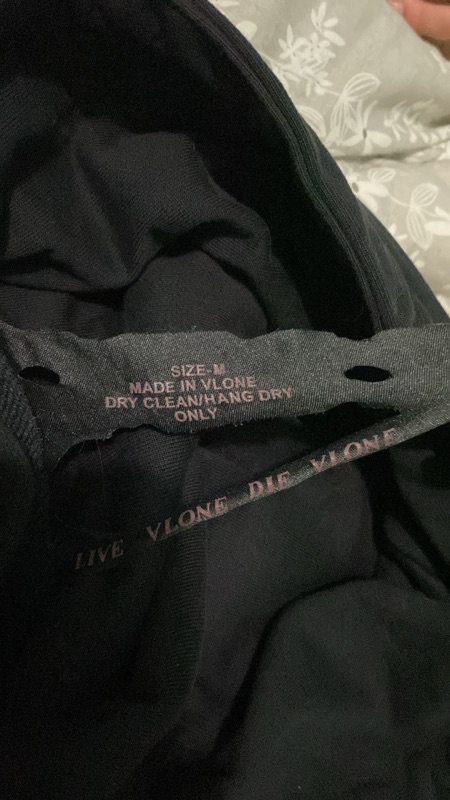 SIZE-M
MADE IN VLONE
DRY CLEAN/HANG DRY
ONLY
LIVE VLONE DIE VLONE